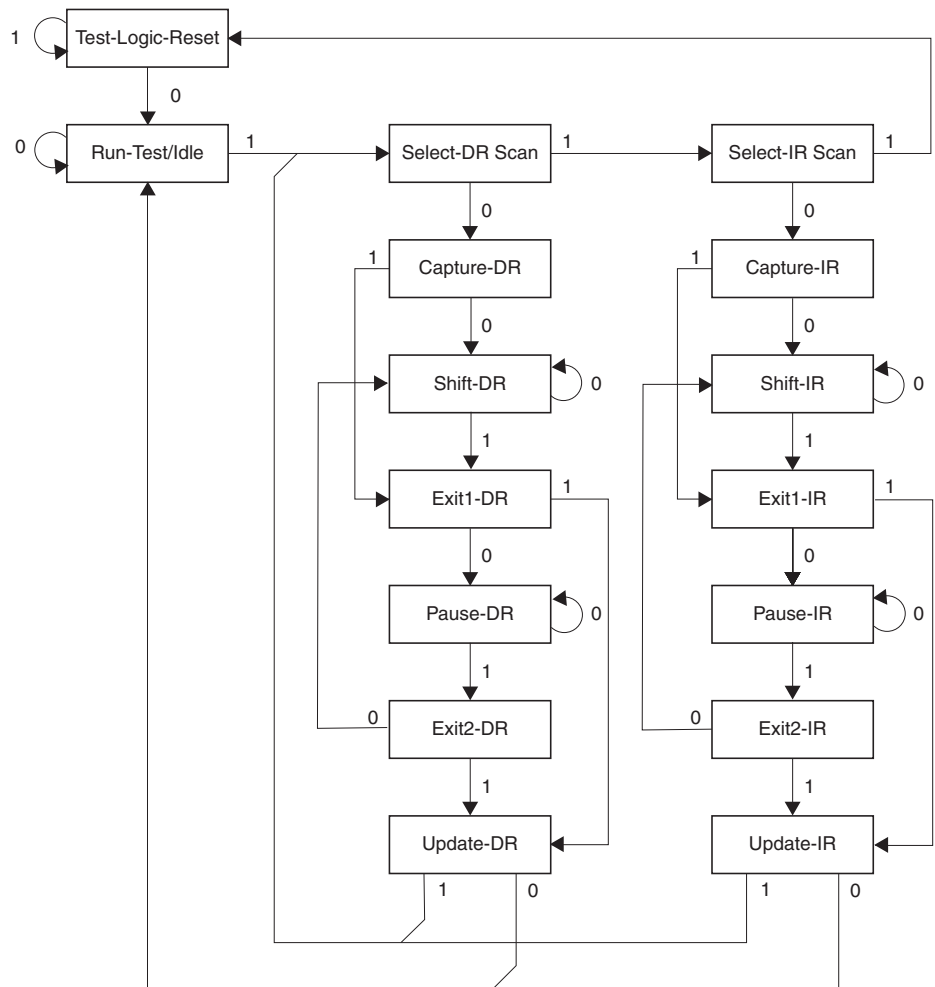 1
Test-Logic-Reset
0
0
Run-Test/Idle
1
Select-DR Scan
1
Select-IR Scan
1
0
0
1
Capture-DR
1
Capture-IR
0
0
Shift-DR
0
Shift-IR
0
1
1
Exit1-DR
1
Exit1-IR
1
0
0
Pause-DR
0
Pause-IR
0
1
1
0
Exit2-DR
0
Exit2-IR
1
1
Update-DR
Update-IR
1
0
1
0